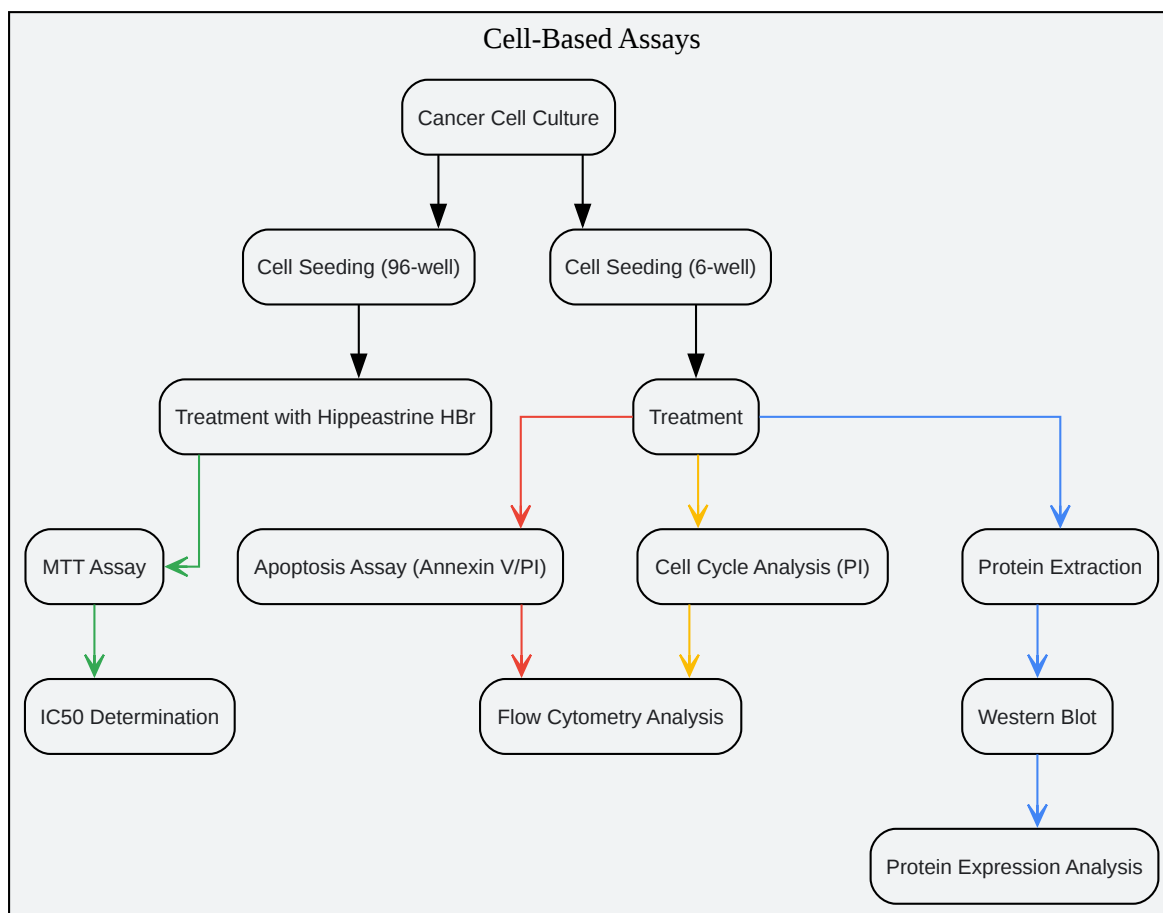 Cell-Based Assays
Cancer Cell Culture
Cell Seeding (96-well)
Cell Seeding (6-well)
Treatment with Hippeastrine HBr
Treatment
MTT Assay
Apoptosis Assay (Annexin V/PI)
Cell Cycle Analysis (PI)
Protein Extraction
IC50 Determination
Flow Cytometry Analysis
Western Blot
Protein Expression Analysis